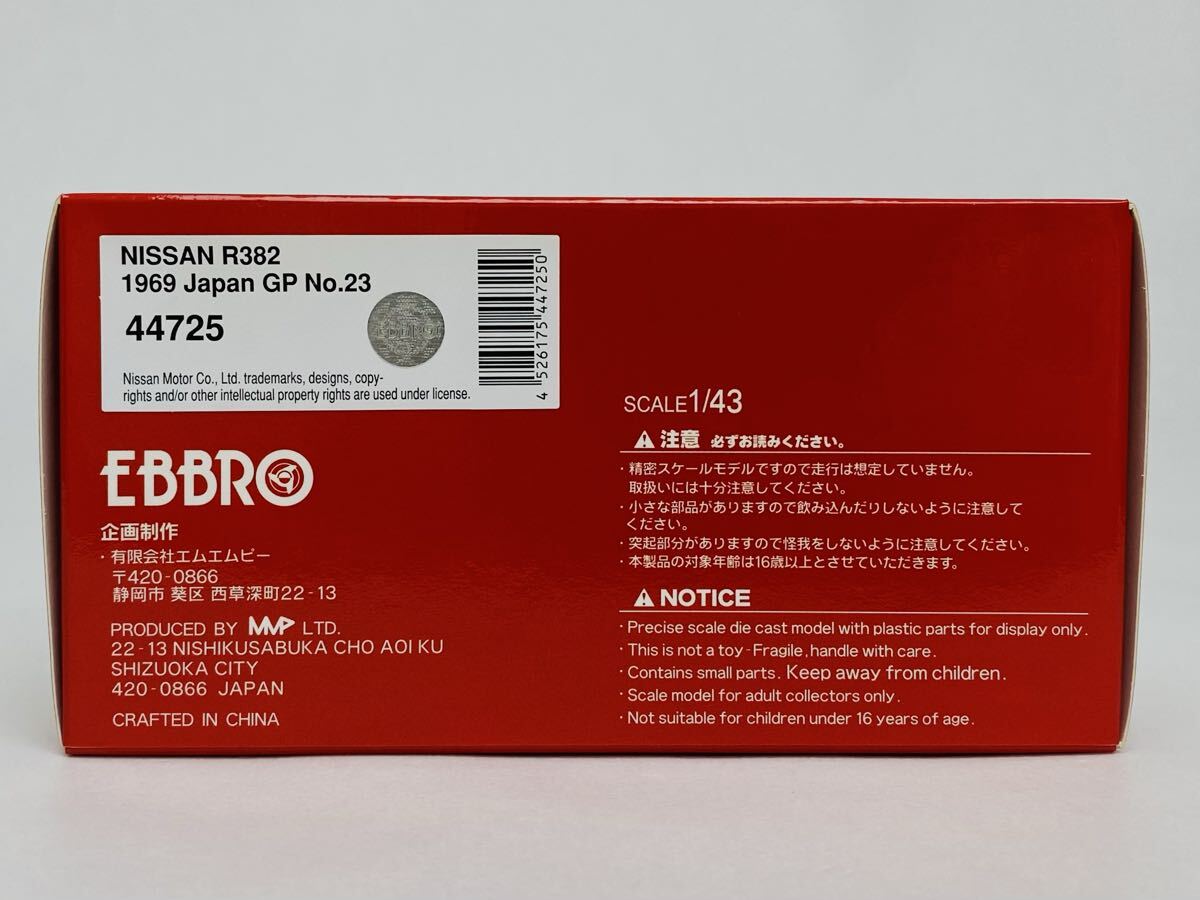 NISSAN R382
1969 Japan GP No.23
44725
EBBRO
Nissan Motor Co., Ltd. trademarks, designs, copy-
rights and/or other intellectual property rights are used under license.
4 526175 447250
EBBRO
企画制作
・有限会社エムエムピー
〒420-0866
静岡市 葵区 西草深町22-13
PRODUCED BY MMP LTD.
22-13 NISHIKUSABUKA CHO AOI KU
SHIZUOKA CITY
420-0866 JAPAN
CRAFTED IN CHINA
SCALE1/43
注意 必ずお読みください。
・精密スケールモデルですので走行は想定していません。
取扱いには十分注意してください。
・小さな部品がありますので飲み込んだりしないように注意して
ください。
・突起部分がありますので怪我をしないように注意してください。
・本製品の対象年齢は16歳以上とさせていただきます。
NOTICE
・Precise scale die cast model with plastic parts for display only.
・This is not a toy-Fragile, handle with care.
・Contains small parts. Keep away from children.
・Scale model for adult collectors only.
・Not suitable for children under 16 years of age.